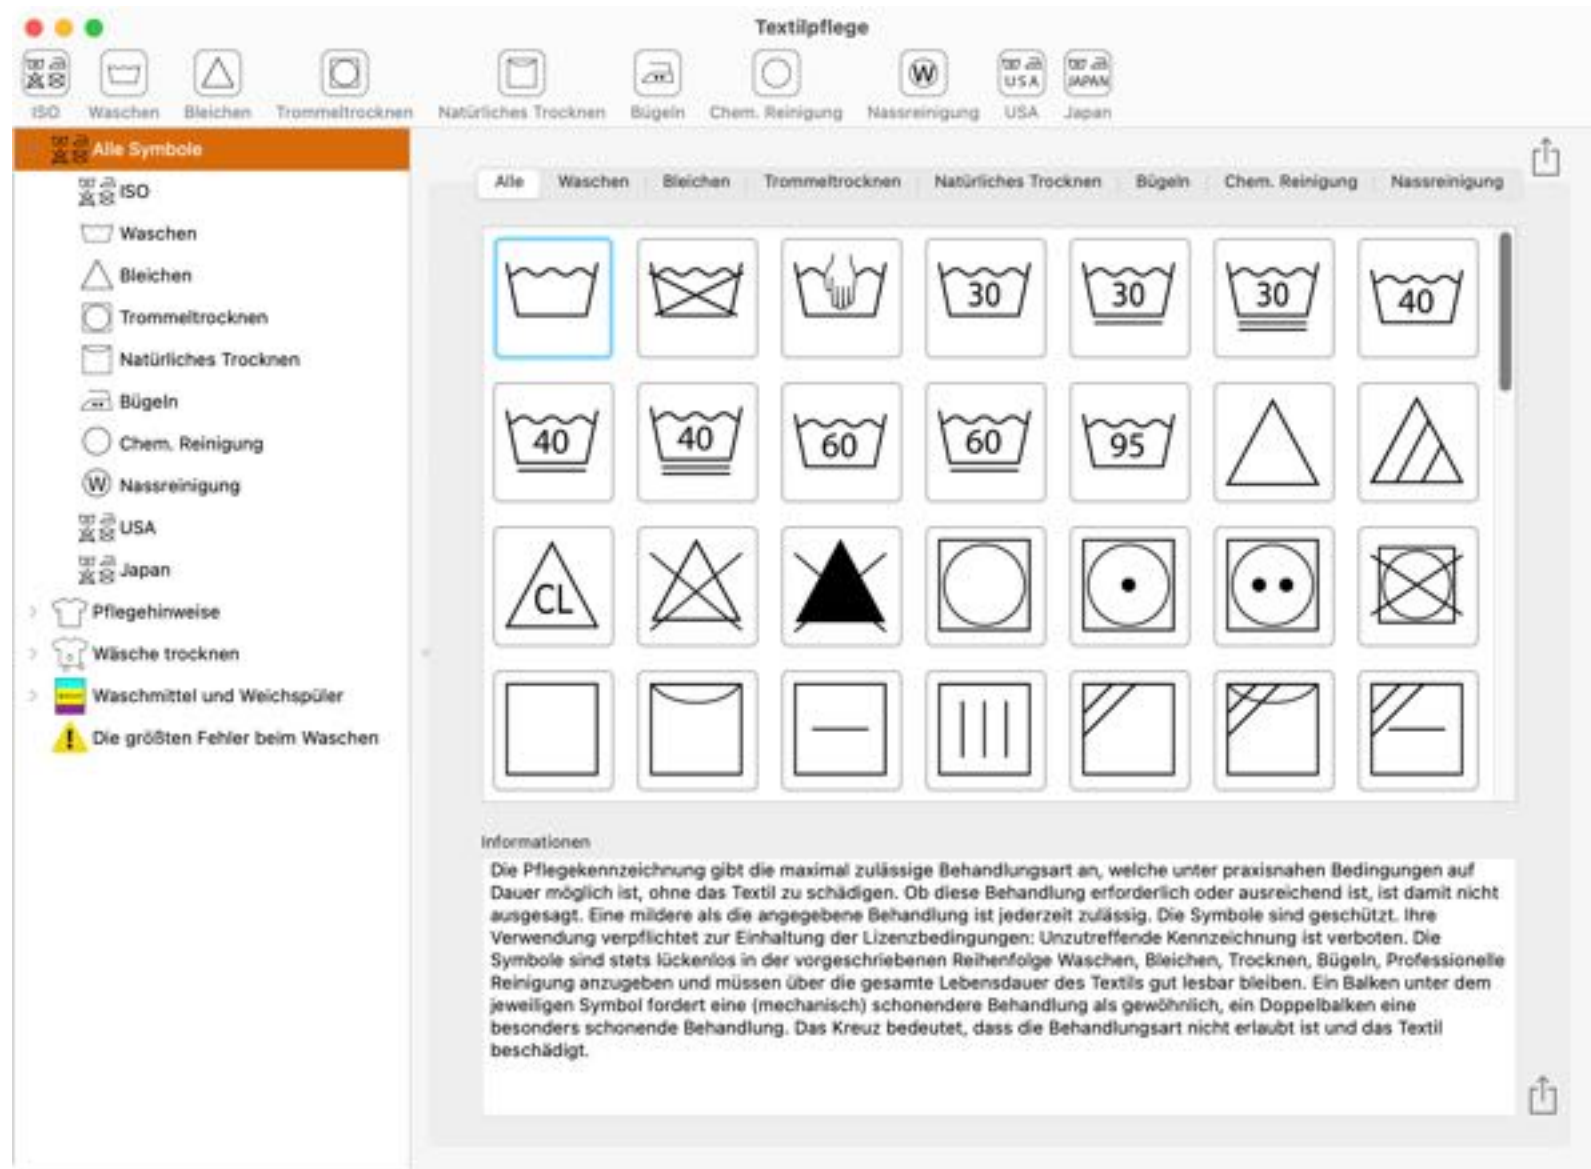 Textilpflege
USA JAPAN
ISO Waschen Bleichen Trommeltrocknen Natürliches Trocknen Bügeln Chem. Reinigung Nassreinigung USA Japan
W
Alle Symbole
ISO
Waschen
Bleichen
Trommeltrocknen
Natürliches Trocknen
Bügeln
Chem. Reinigung
W Nassreinigung
USA
Japan
Pflegehinweise
Wäsche trocknen
Waschmittel und Weichspüler
Die größten Fehler beim Waschen
Alle Waschen Bleichen Trommeltrocknen Natürliches Trocknen Bügeln Chem. Reinigung Nassreinigung
30 30 30 40
40 40 60 60 95
CL
Informationen
Die Pflegekennzeichnung gibt die maximal zulässige Behandlungsart an, welche unter praxisnahen Bedingungen auf
Dauer möglich ist, ohne das Textil zu schädigen. Ob diese Behandlung erforderlich oder ausreichend ist, ist damit nicht
ausgesagt. Eine mildere als die angegebene Behandlung ist jederzeit zulässig. Die Symbole sind geschützt. Ihre
Verwendung verpflichtet zur Einhaltung der Lizenzbedingungen: Unzutreffende Kennzeichnung ist verboten. Die
Symbole sind stets lückenlos in der vorgeschriebenen Reihenfolge Waschen, Bleichen, Trocknen, Bügeln, Professionelle
Reinigung anzugeben und müssen über die gesamte Lebensdauer des Textils gut lesbar bleiben. Ein Balken unter dem
jeweiligen Symbol fordert eine (mechanisch) schonendere Behandlung als gewöhnlich, ein Doppelbalken eine
besonders schonende Behandlung. Das Kreuz bedeutet, dass die Behandlungsart nicht erlaubt ist und das Textil
beschädigt.